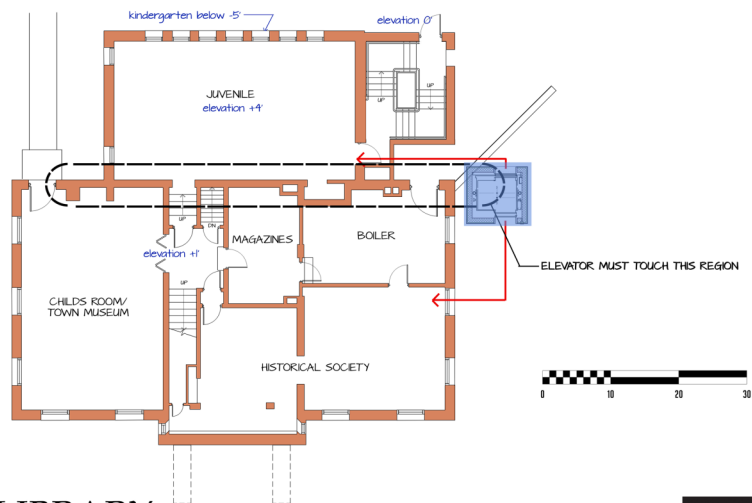 kindergarten below -5'
elevation 0'
JUVENILE
elevation +4'
UP
UP
UP
DN
MAGAZINES
BOILER
elevation +1'
UP
ELEVATOR MUST TOUCH THIS REGION
CHILDS ROOM/
TOWN MUSEUM
HISTORICAL SOCIETY
0 10 20 30